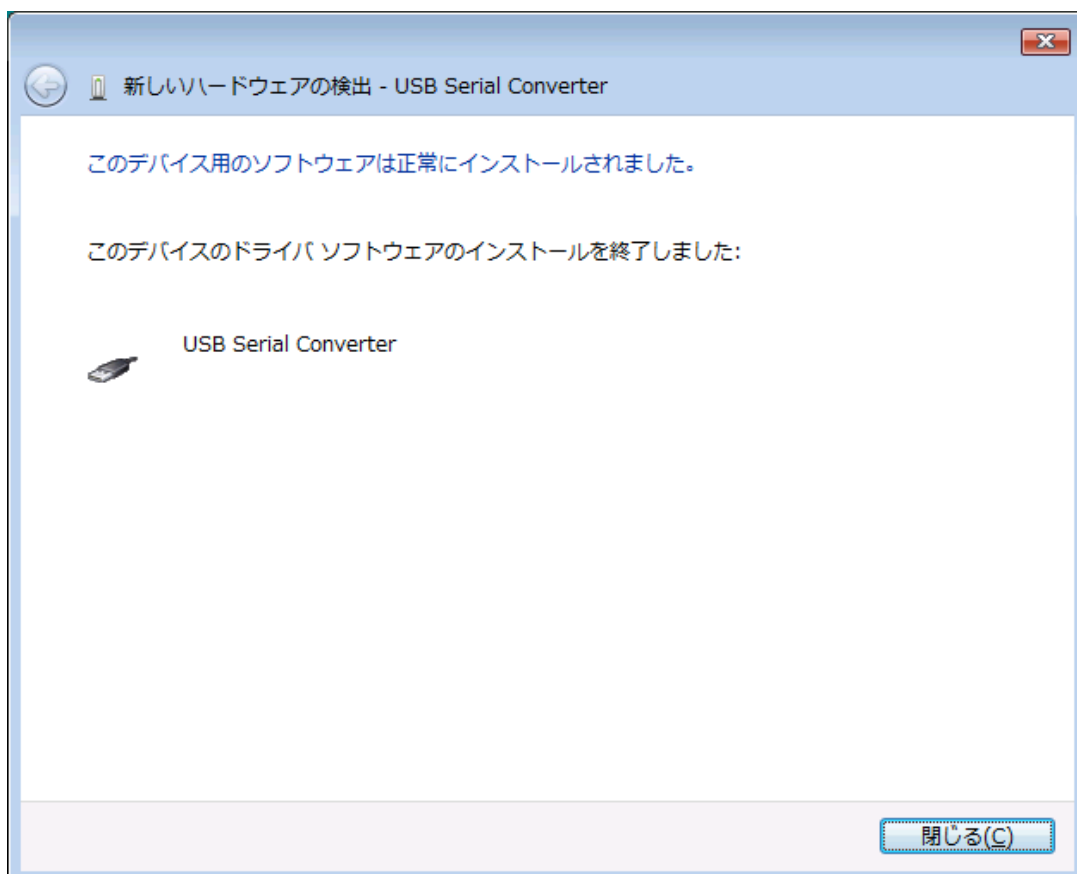 新しいハードウェアの検出 - USB Serial Converter
このデバイス用のソフトウェアは正常にインストールされました。
このデバイスのドライバ ソフトウェアのインストールを終了しました:
USB Serial Converter
閉じる(C)